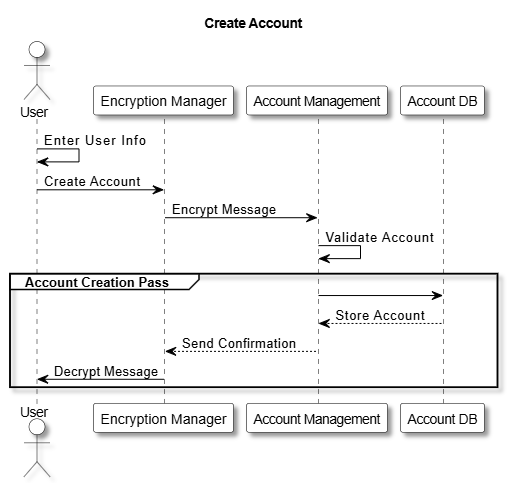 Create Account
User
Encryption Manager
Account Management
Account DB
Enter User Info
Create Account
Encrypt Message
Validate Account
Account Creation Pass
Store Account
Send Confirmation
Decrypt Message
User
Encryption Manager
Account Management
Account DB